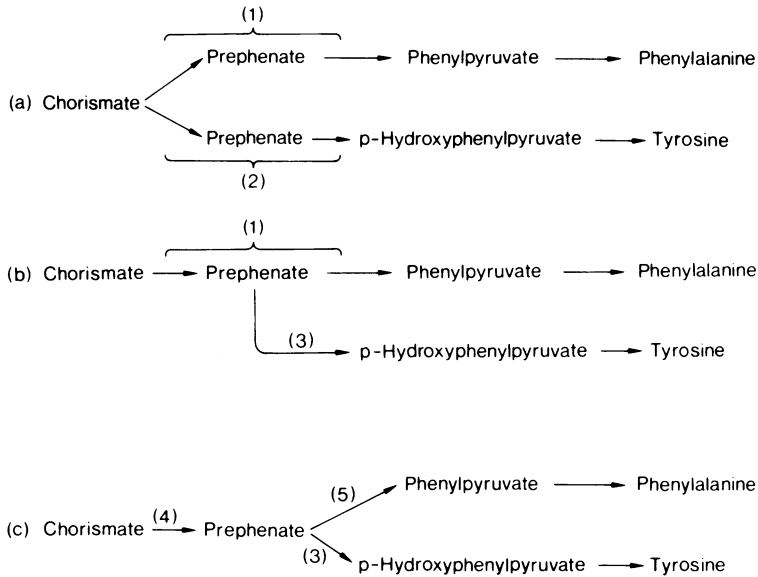 (1)
Prephenate Phenylpyruvate Phenylalanine
(a) Chorismate
Prephenate p-Hydroxyphenylpyruvate Tyrosine
(2)
(1)
(b) Chorismate Prephenate Phenylpyruvate Phenylalanine
(3)
p-Hydroxyphenylpyruvate Tyrosine
Phenylpyruvate Phenylalanine
(5)
(c) Chorismate (4) Prephenate
(3)
p-Hydroxyphenylpyruvate Tyrosine